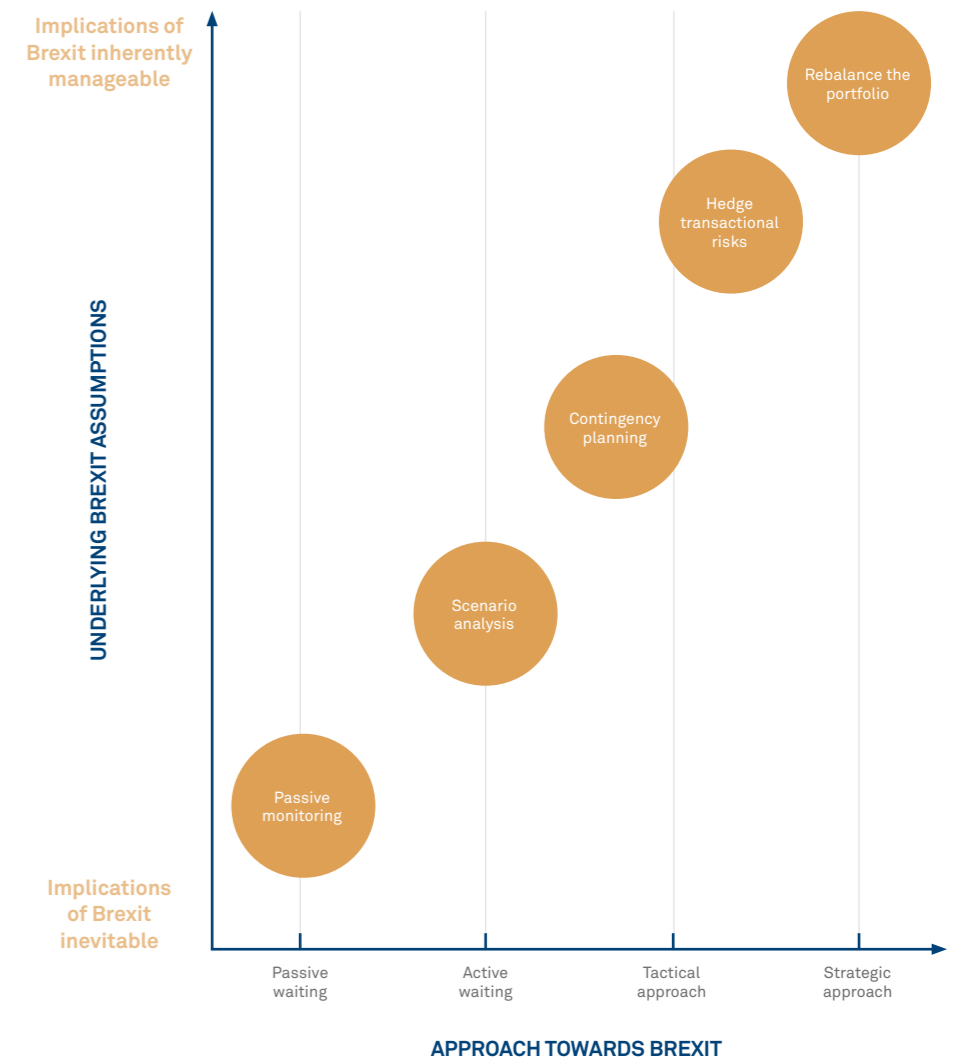 Implications of
Brexit inherently
manageable
Rebalance the
portfolio
Hedge
transactional
risks
UNDERLYING BREXIT ASSUMPTIONS
Contingency
planning
Scenario
analysis
Passive
monitoring
Implications
of Brexit
inevitable
Passive
waiting
Active
waiting
Tactical
approach
Strategic
approach
APPROACH TOWARDS BREXIT